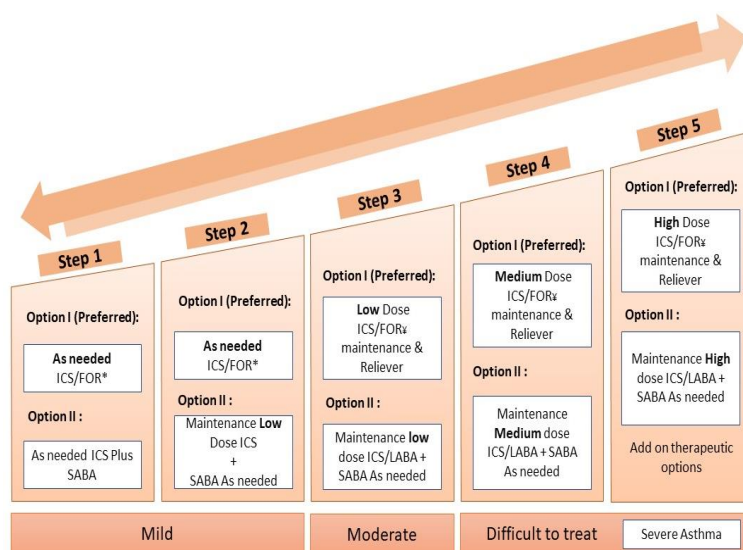 Step 1
Option I (Preferred):
As needed
ICS/FOR*
Option II :
As needed ICS Plus
SABA
Step 2
Option I (Preferred):
As needed
ICS/FOR*
Option II :
Maintenance Low
Dose ICS
+
SABA As needed
Step 3
Option I (Preferred):
Low Dose
ICS/FOR¥
maintenance &
Reliever
Option II :
Maintenance low
dose ICS/LABA +
SABA As needed
Step 4
Option I (Preferred):
Medium Dose
ICS/FOR¥
maintenance &
Reliever
Option II :
Maintenance
Medium dose
ICS/LABA + SABA
As needed
Step 5
Option I (Preferred):
High Dose
ICS/FOR¥
maintenance &
Reliever
Option II :
Maintenance High
dose ICS/LABA +
SABA As needed
Add on therapeutic
options
Mild
Moderate
Difficult to treat
Severe Asthma